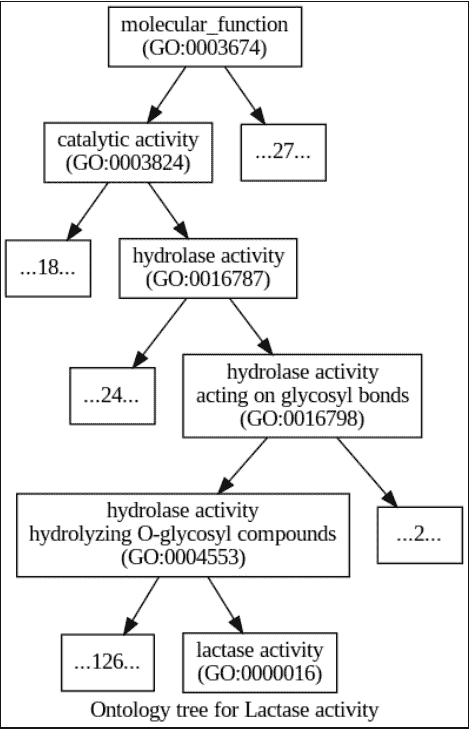 molecular_function
(GO:0003674)
catalytic activity
(GO:0003824)
...27...
...18...
hydrolase activity
(GO:0016787)
...24...
hydrolase activity
acting on glycosyl bonds
(GO:0016798)
hydrolase activity
hydrolyzing O-glycosyl compounds
(GO:0004553)
...2...
...126...
lactase activity
(GO:0000016)
Ontology tree for Lactase activity